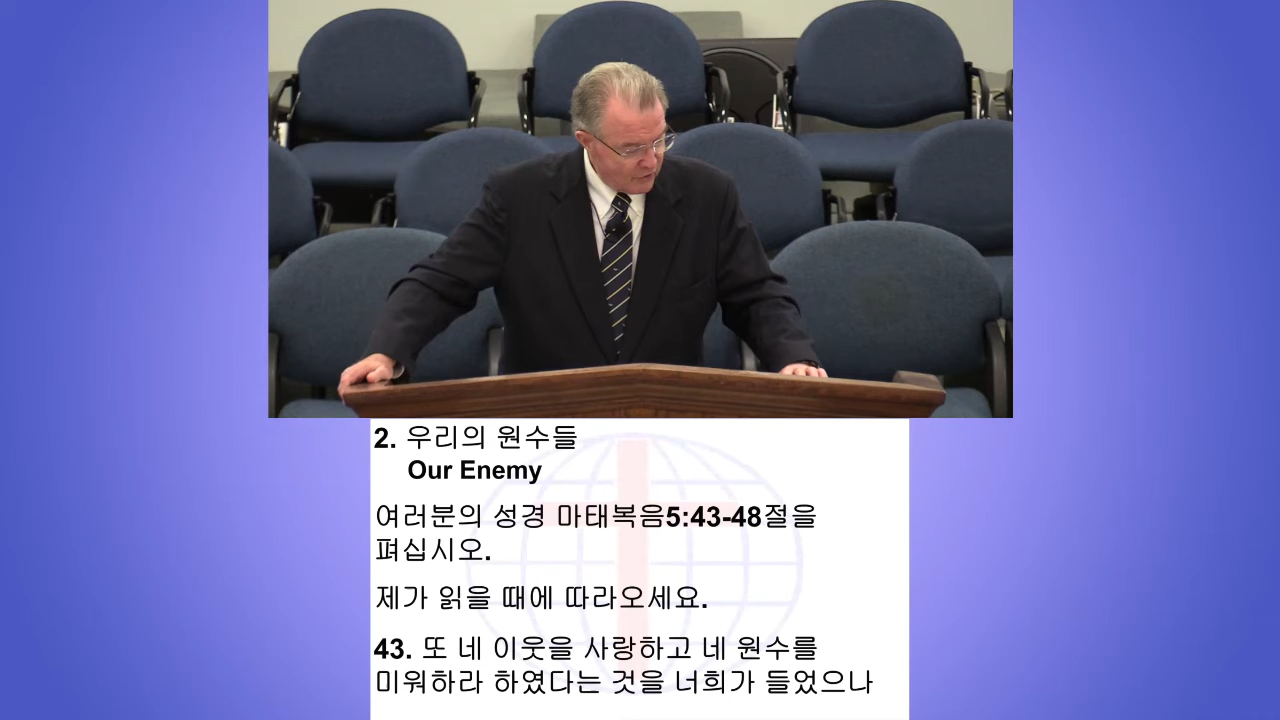 2. 우리의 원수들
Our Enemy
여러분의 성경 마태복음5:43-48절을
펴십시오.
제가 읽을 때에 따라오세요.
43. 또 네 이웃을 사랑하고 네 원수를
미워하라 하였다는 것을 너희가 들었으나